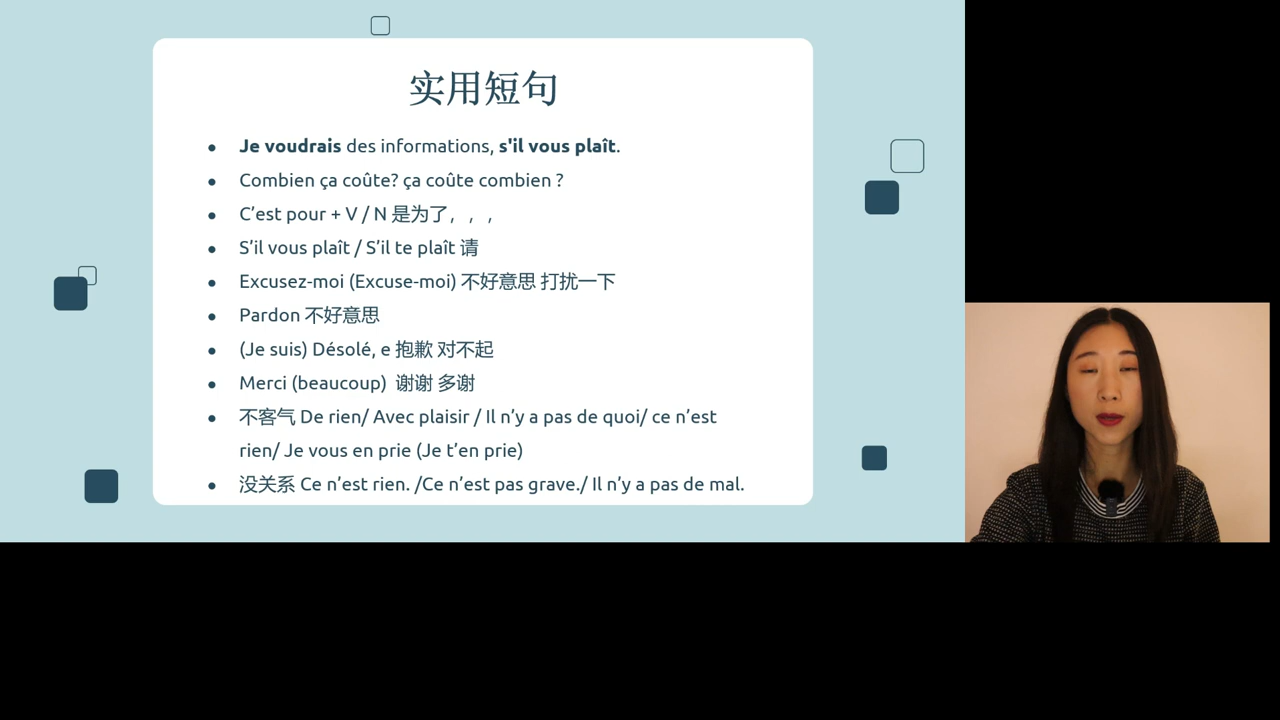 实用短句
● Je voudrais des informations, s'il vous plaît.
● Combien ça coûte? ça coûte combien ?
● C’est pour + V / N 是为了，，，
● S’il vous plaît / S’il te plaît 请
● Excusez-moi (Excuse-moi) 不好意思 打扰一下
● Pardon 不好意思
● (Je suis) Désolé, e 抱歉 对不起
● Merci (beaucoup)  谢谢 多谢
● 不客气 De rien/ Avec plaisir / Il n’y a pas de quoi/ ce n’est
rien/ Je vous en prie (Je t’en prie)
● 没关系 Ce n’est rien. /Ce n’est pas grave./ Il n’y a pas de mal.